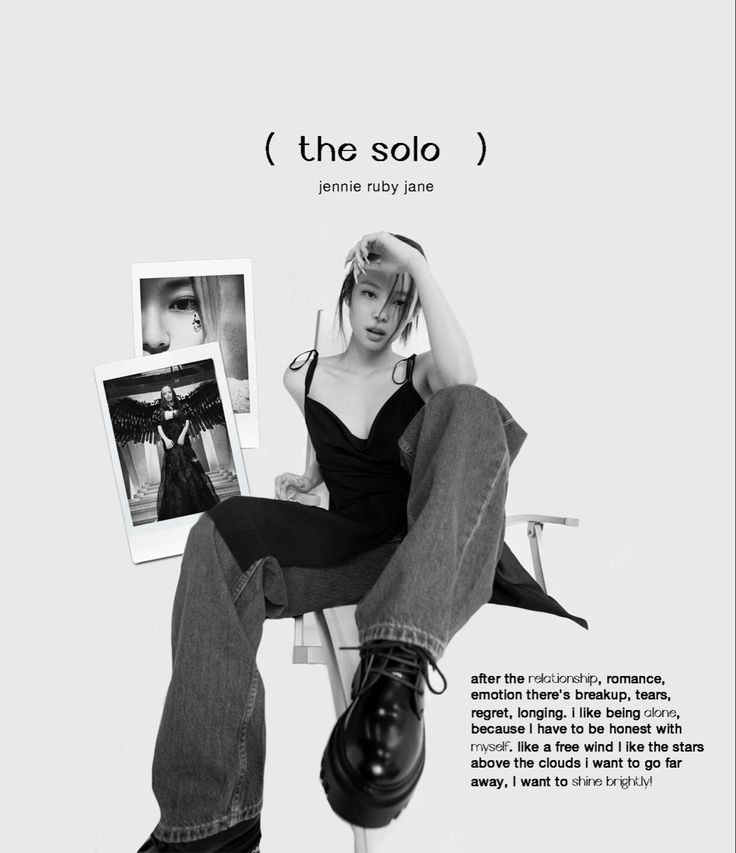 ( the solo )
jennie ruby jane
after the relationship, romance,
emotion there's breakup, tears,
regret, longing. i like being alone,
because I have to be honest with
myself. like a free wind I like the stars
above the clouds i want to go far
away, I want to shine brightly!